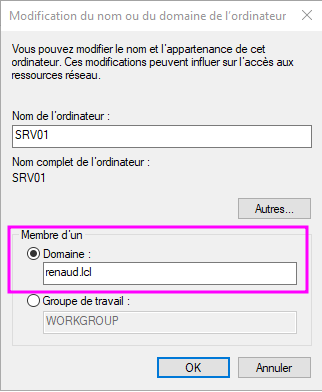 Modification du nom ou du domaine de l'ordinateur
Vous pouvez modifier le nom et l'appartenance de cet
ordinateur. Ces modifications peuvent influer sur l'accès aux
ressources réseau.
Nom de l'ordinateur :
SRV01
Nom complet de l'ordinateur :
SRV01
Autres...
Membre d'un
Domaine :
renaud.lcl
Groupe de travail :
WORKGROUP
OK
Annuler